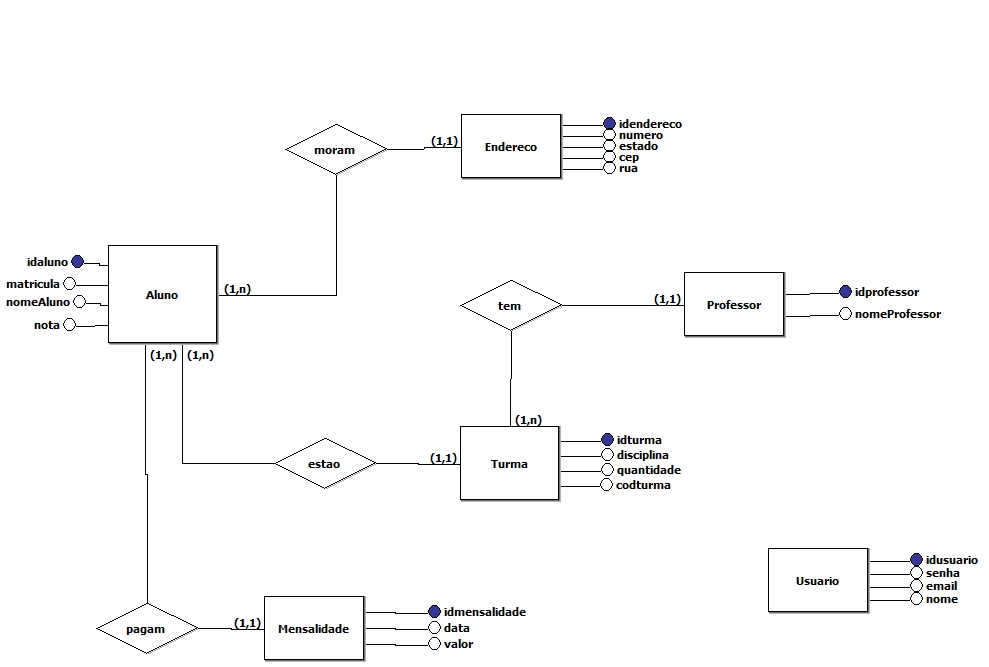 idendereco
numero
(1,1)
Endereco
estado
moram
cep
rua
idaluno
matricula
(1,n)
Aluno
nomeAluno
nota
idprofessor
(1,1)
Professor
tem
nomeProfessor
(1,n)
(1,n)
(1,n)
idturma
disciplina
estao
(1,1)
Turma
quantidade
codturma
idusuario
senha
Usuario
email
nome
idmensalidade
pagam
(1,1)
Mensalidade
data
valor